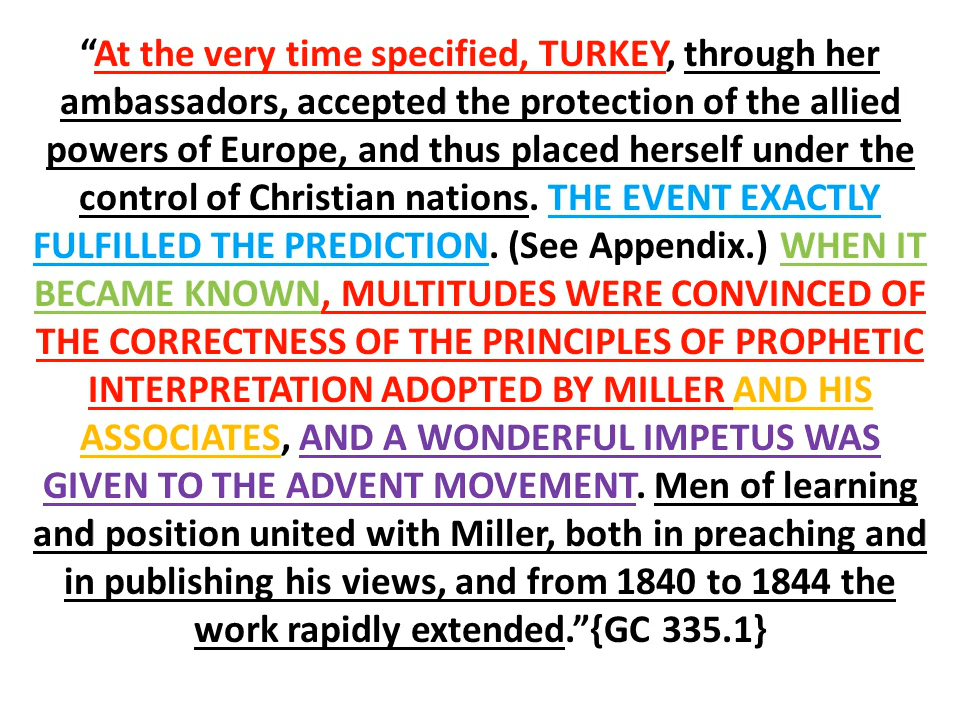 “At the very time specified, TURKEY, through her
ambassadors, accepted the protection of the allied
powers of Europe, and thus placed herself under the
control of Christian nations. THE EVENT EXACTLY
FULFILLED THE PREDICTION. (See Appendix.) WHEN IT
BECAME KNOWN, MULTITUDES WERE CONVINCED OF
THE CORRECTNESS OF THE PRINCIPLES OF PROPHETIC
INTERPRETATION ADOPTED BY MILLER AND HIS
ASSOCIATES, AND A WONDERFUL IMPETUS WAS
GIVEN TO THE ADVENT MOVEMENT. Men of learning
and position united with Miller, both in preaching and
in publishing his views, and from 1840 to 1844 the
work rapidly extended.”{GC 335.1}